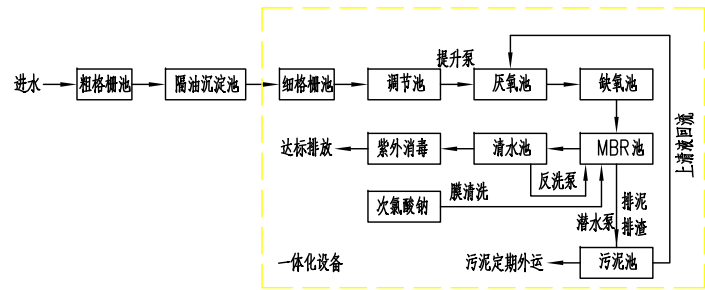 提升泵
进水
粗格栅池
隔油沉淀池
细格栅池
调节池
厌氧池
缺氧池
上清液回流
达标排放
紫外消毒
清水池
MBR池
反洗泵
膜清洗
次氯酸钠
潜水泵
排泥
排渣
一体化设备
污泥定期外运
污泥池